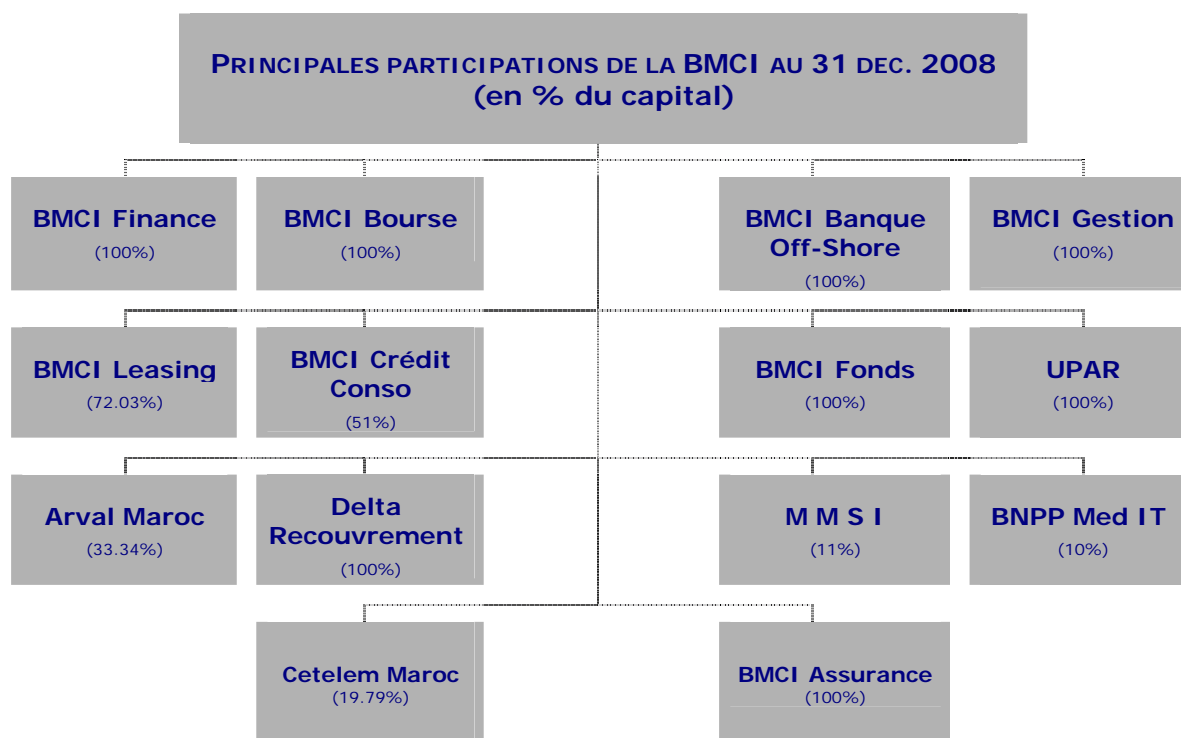 PRINCIPALES PARTICIPATIONS DE LA BMCI AU 31 DEC. 2008
(en % du capital)
BMCI Finance
(100%)
BMCI Bourse
(100%)
BMCI Banque
Off-Shore
(100%)
BMCI Gestion
(100%)
BMCI Leasing
(72.03%)
BMCI Crédit
Conso
(51%)
BMCI Fonds
(100%)
UPAR
(100%)
Arval Maroc
(33.34%)
Delta
Recouvrement
(100%)
M M S I
(11%)
BNPP Med IT
(10%)
Cetelem Maroc
(19.79%)
BMCI Assurance
(100%)